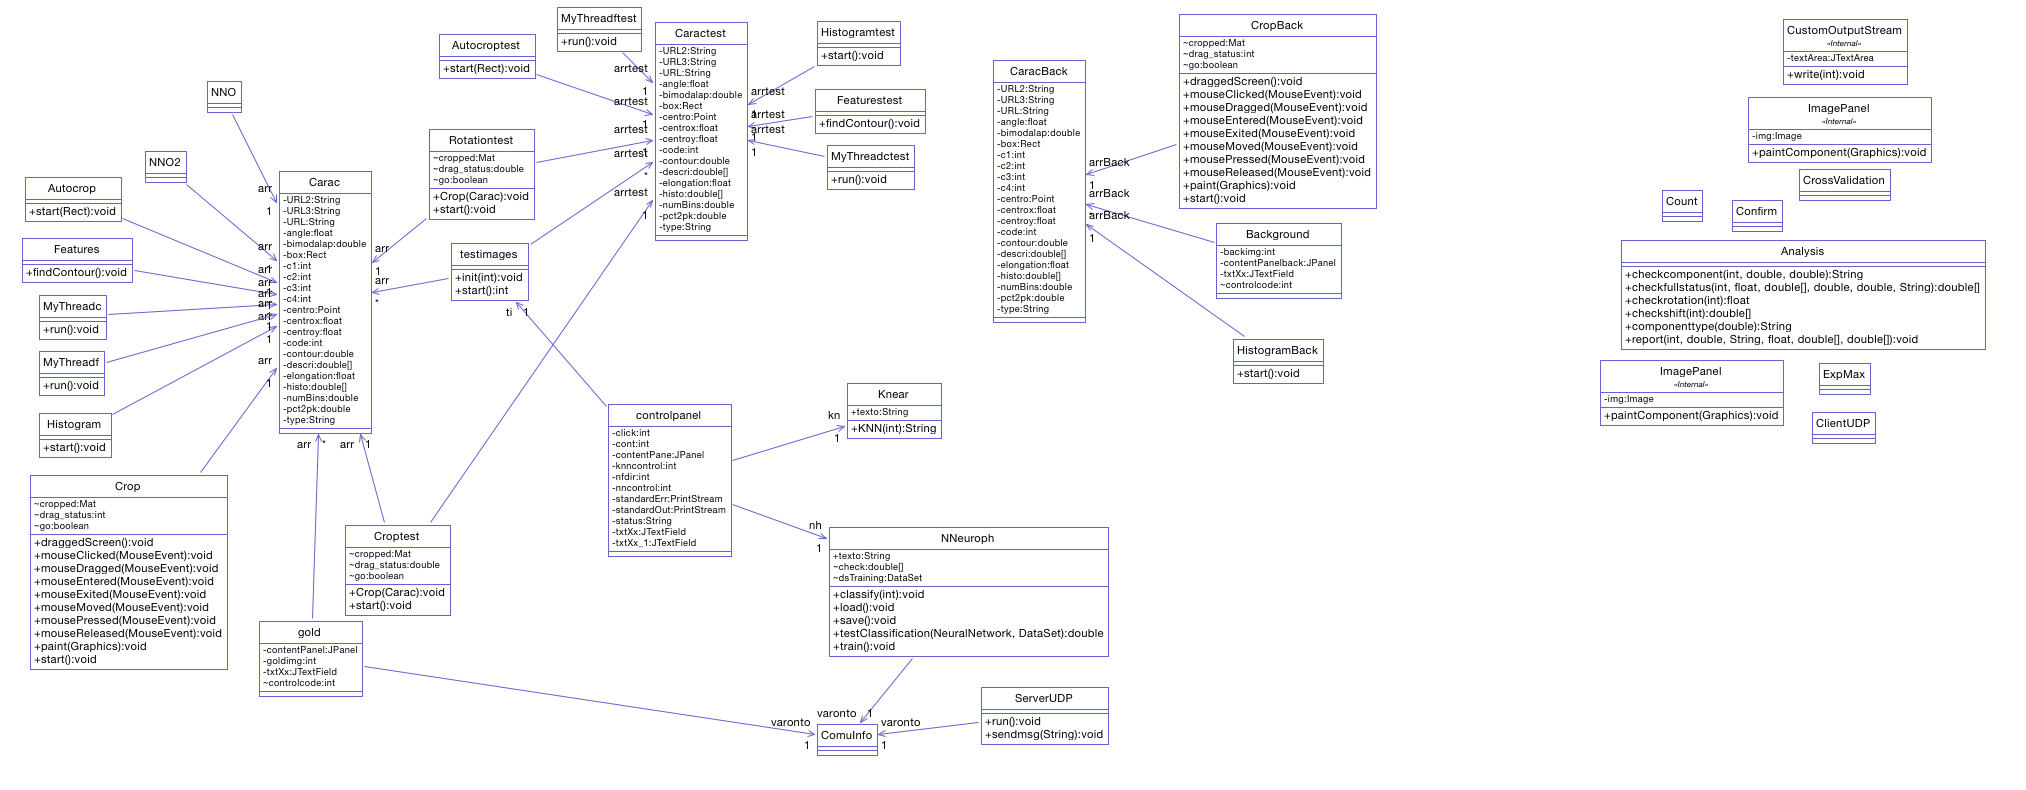 NNO
NNO2
Autocrop
+start(Rect):void
Features
+findContour():void
MyThreadc
+run():void
MyThreadf
+run():void
Histogram
+start():void
Crop
~cropped:Mat
~drag_status:int
~go:boolean
+draggedScreen():void
+mouseClicked(MouseEvent):void
+mouseDragged(MouseEvent):void
+mouseEntered(MouseEvent):void
+mouseExited(MouseEvent):void
+mouseMoved(MouseEvent):void
+mousePressed(MouseEvent):void
+mouseReleased(MouseEvent):void
+paint(Graphics):void
+start():void
arr
1
arr
1
arr
arr
arr
arr
arr
1
1
arr
1
Carac
-URL2:String
-URL3:String
-URL:String
-angle:float
-bimodalap:double
-box:Rect
-c1:int
-c2:int
-c3:int
-c4:int
-centro:Point
-centrox:float
-centroy:float
-code:int
-contour:double
-descri:double[]
-elongation:float
-histo:double[]
-numBins:double
-pct2pk:double
-type:String
arr
*
arr
1
arr
1
arr
*
gold
-contentPanel:JPanel
-goldimg:int
-txtXx:JTextField
~controlcode:int
Croptest
~cropped:Mat
~drag_status:double
~go:boolean
+Crop(Carac):void
+start():void
Autocroptest
+start(Rect):void
Rotationtest
~cropped:Mat
~drag_status:double
~go:boolean
+Crop(Carac):void
+start():void
testimages
+init(int):void
+start():int
ti
1
MyThreadftest
+run():void
arrtest
1
arrtest
1
arrtest
1
arrtest
*
arrtest
1
Caractest
-URL2:String
-URL3:String
-URL:String
-angle:float
-bimodalap:double
-box:Rect
-centro:Point
-centrox:float
-centroy:float
-code:int
-contour:double
-descri:double[]
-elongation:float
-histo:double[]
-numBins:double
-pct2pk:double
-type:String
arrtest
1
arrtest
1
arrtest
1
Histogramtest
+start():void
Featurestest
+findContour():void
MyThreadctest
+run():void
controlpanel
-click:int
-cont:int
-contentPane:JPanel
-knncontrol:int
-nfdir:int
-nncontrol:int
-standardErr:PrintStream
-standardOut:PrintStream
-status:String
-txtXx:JTextField
-txtXx_1:JTextField
kn
1
Knear
+texto:String
+KNN(int):String
nh
1
NNeuroph
+texto:String
~check:double[]
~dsTraining:DataSet
+classify(int):void
+load():void
+save():void
+testClassification(NeuralNetwork, DataSet):double
+train():void
varonto
1
varonto
1
varonto
1
ComuInfo
ServerUDP
+run():void
+sendmsg(String):void
CaracBack
-URL2:String
-URL3:String
-URL:String
-angle:float
-bimodalap:double
-box:Rect
-c1:int
-c2:int
-c3:int
-c4:int
-centro:Point
-centrox:float
-centroy:float
-code:int
-contour:double
-descri:double[]
-elongation:float
-histo:double[]
-numBins:double
-pct2pk:double
-type:String
arrBack
1
arrBack
arrBack
1
CropBack
~cropped:Mat
~drag_status:int
~go:boolean
+draggedScreen():void
+mouseClicked(MouseEvent):void
+mouseDragged(MouseEvent):void
+mouseEntered(MouseEvent):void
+mouseExited(MouseEvent):void
+mouseMoved(MouseEvent):void
+mousePressed(MouseEvent):void
+mouseReleased(MouseEvent):void
+paint(Graphics):void
+start():void
Background
-backimg:int
-contentPanelback:JPanel
-txtXx:JTextField
~controlcode:int
HistogramBack
+start():void
CustomOutputStream
«Internal»
-textArea:JTextArea
+write(int):void
ImagePanel
«Internal»
-img:Image
+paintComponent(Graphics):void
CrossValidation
Count
Confirm
Analysis
+checkcomponent(int, double, double):String
+checkfullstatus(int, float, double[], double, double, String):double[]
+checkrotation(int):float
+checkshift(int):double[]
+componenttype(double):String
+report(int, double, String, float, double[], double[]):void
ImagePanel
«Internal»
-img:Image
+paintComponent(Graphics):void
ExpMax
ClientUDP